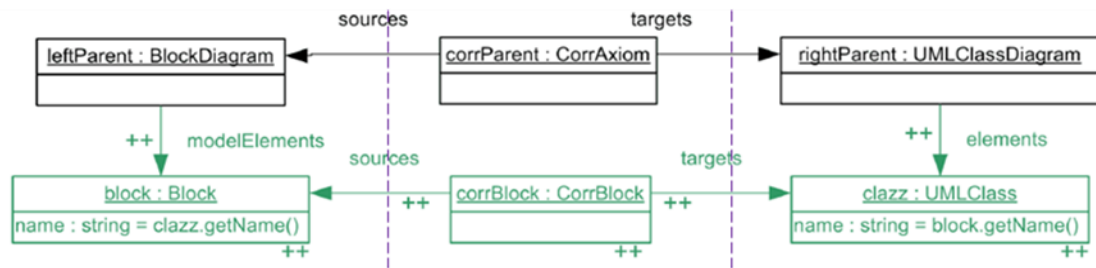 sources
targets
leftParent : BlockDiagram
corrParent : CorrAxiom
rightParent : UMLClassDiagram
++
modelElements
++
elements
sources
targets
block : Block
corrBlock : CorrBlock
clazz : UMLClass
++
++
name : string = clazz.getName()
name : string = block.getName()
++
++
++